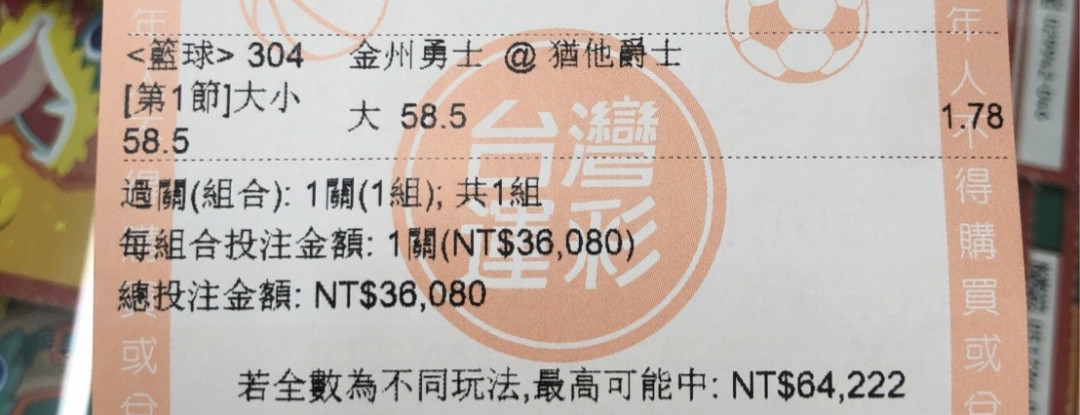 <籃球> 304 金州勇士 @ 猶他爵士
[第1節]大小
58.5
大 58.5 1.78
過關(組合): 1關(1組); 共1組
每組合投注金額: 1關(NT$36,080)
總投注金額: NT$36,080
若全數為不同玩法,最高可能中: NT$64,222
台灣
運彩
年人
得
或
年人不得購買或